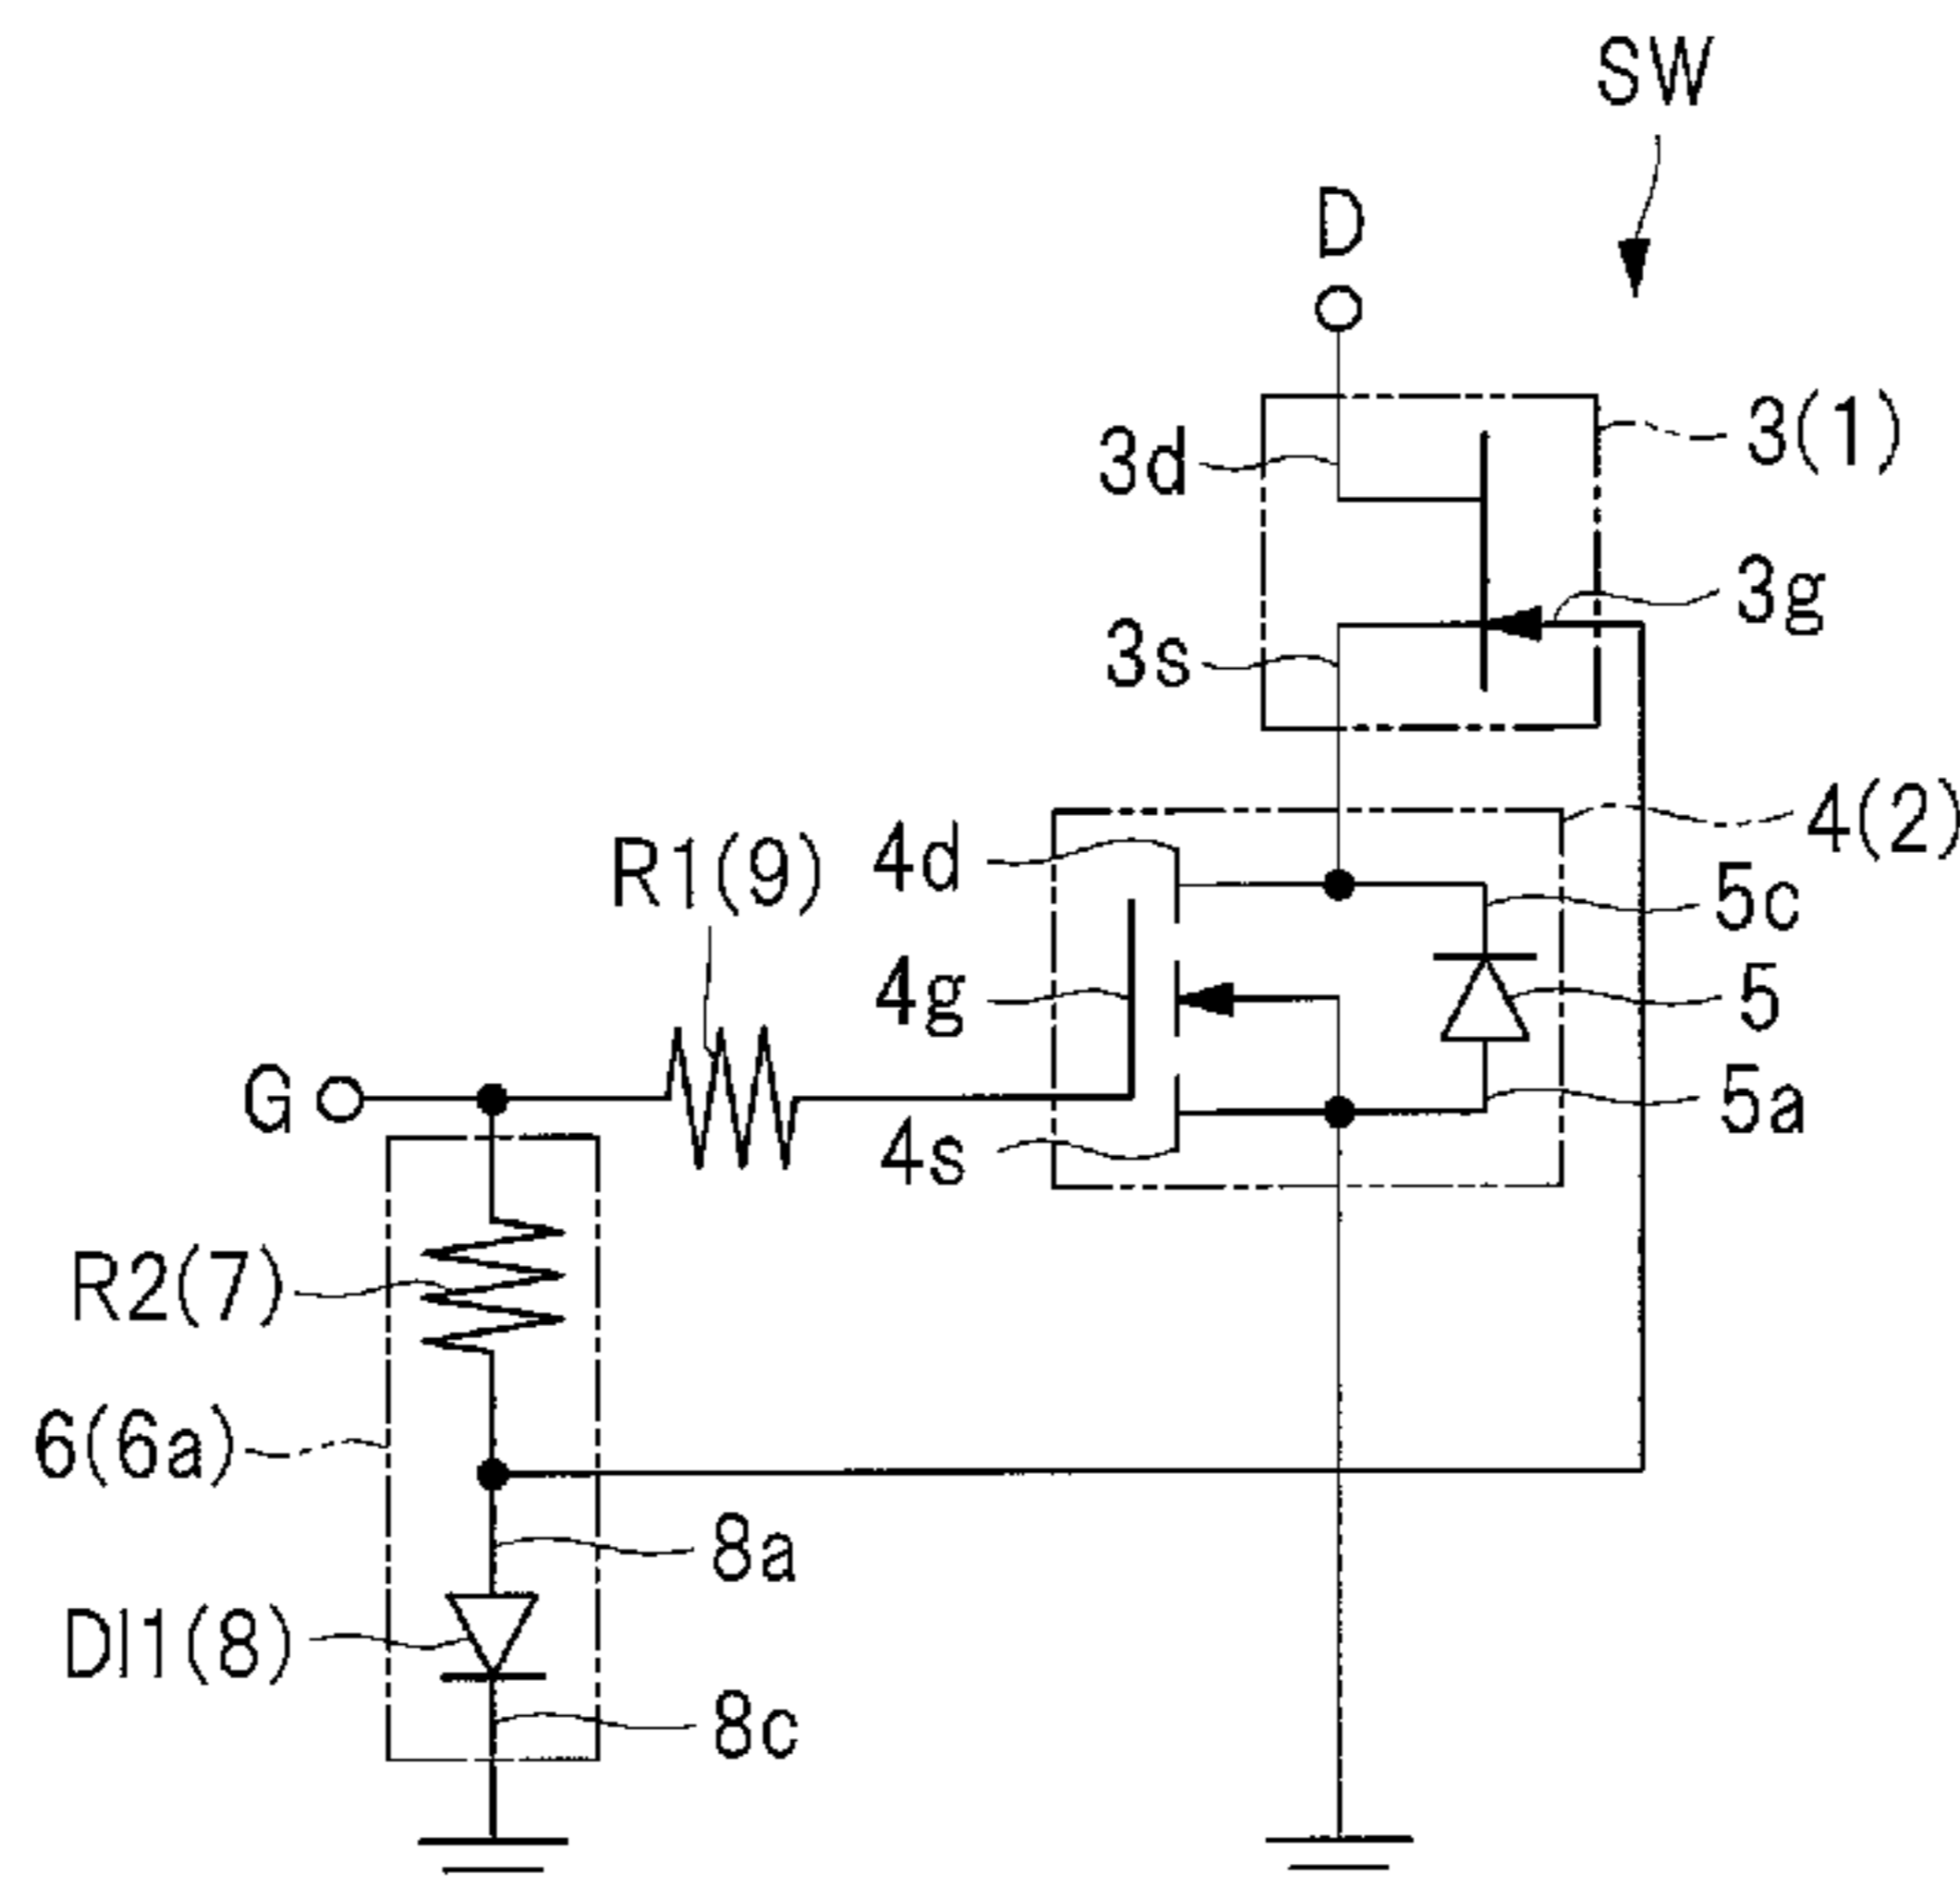 SW
D
3(1)
3d
3g
3s
4(2)
R1(9)
4d
5c
4g
5
G
5a
4s
R2(7)
6(6a)
8a
DI1(8)
8c